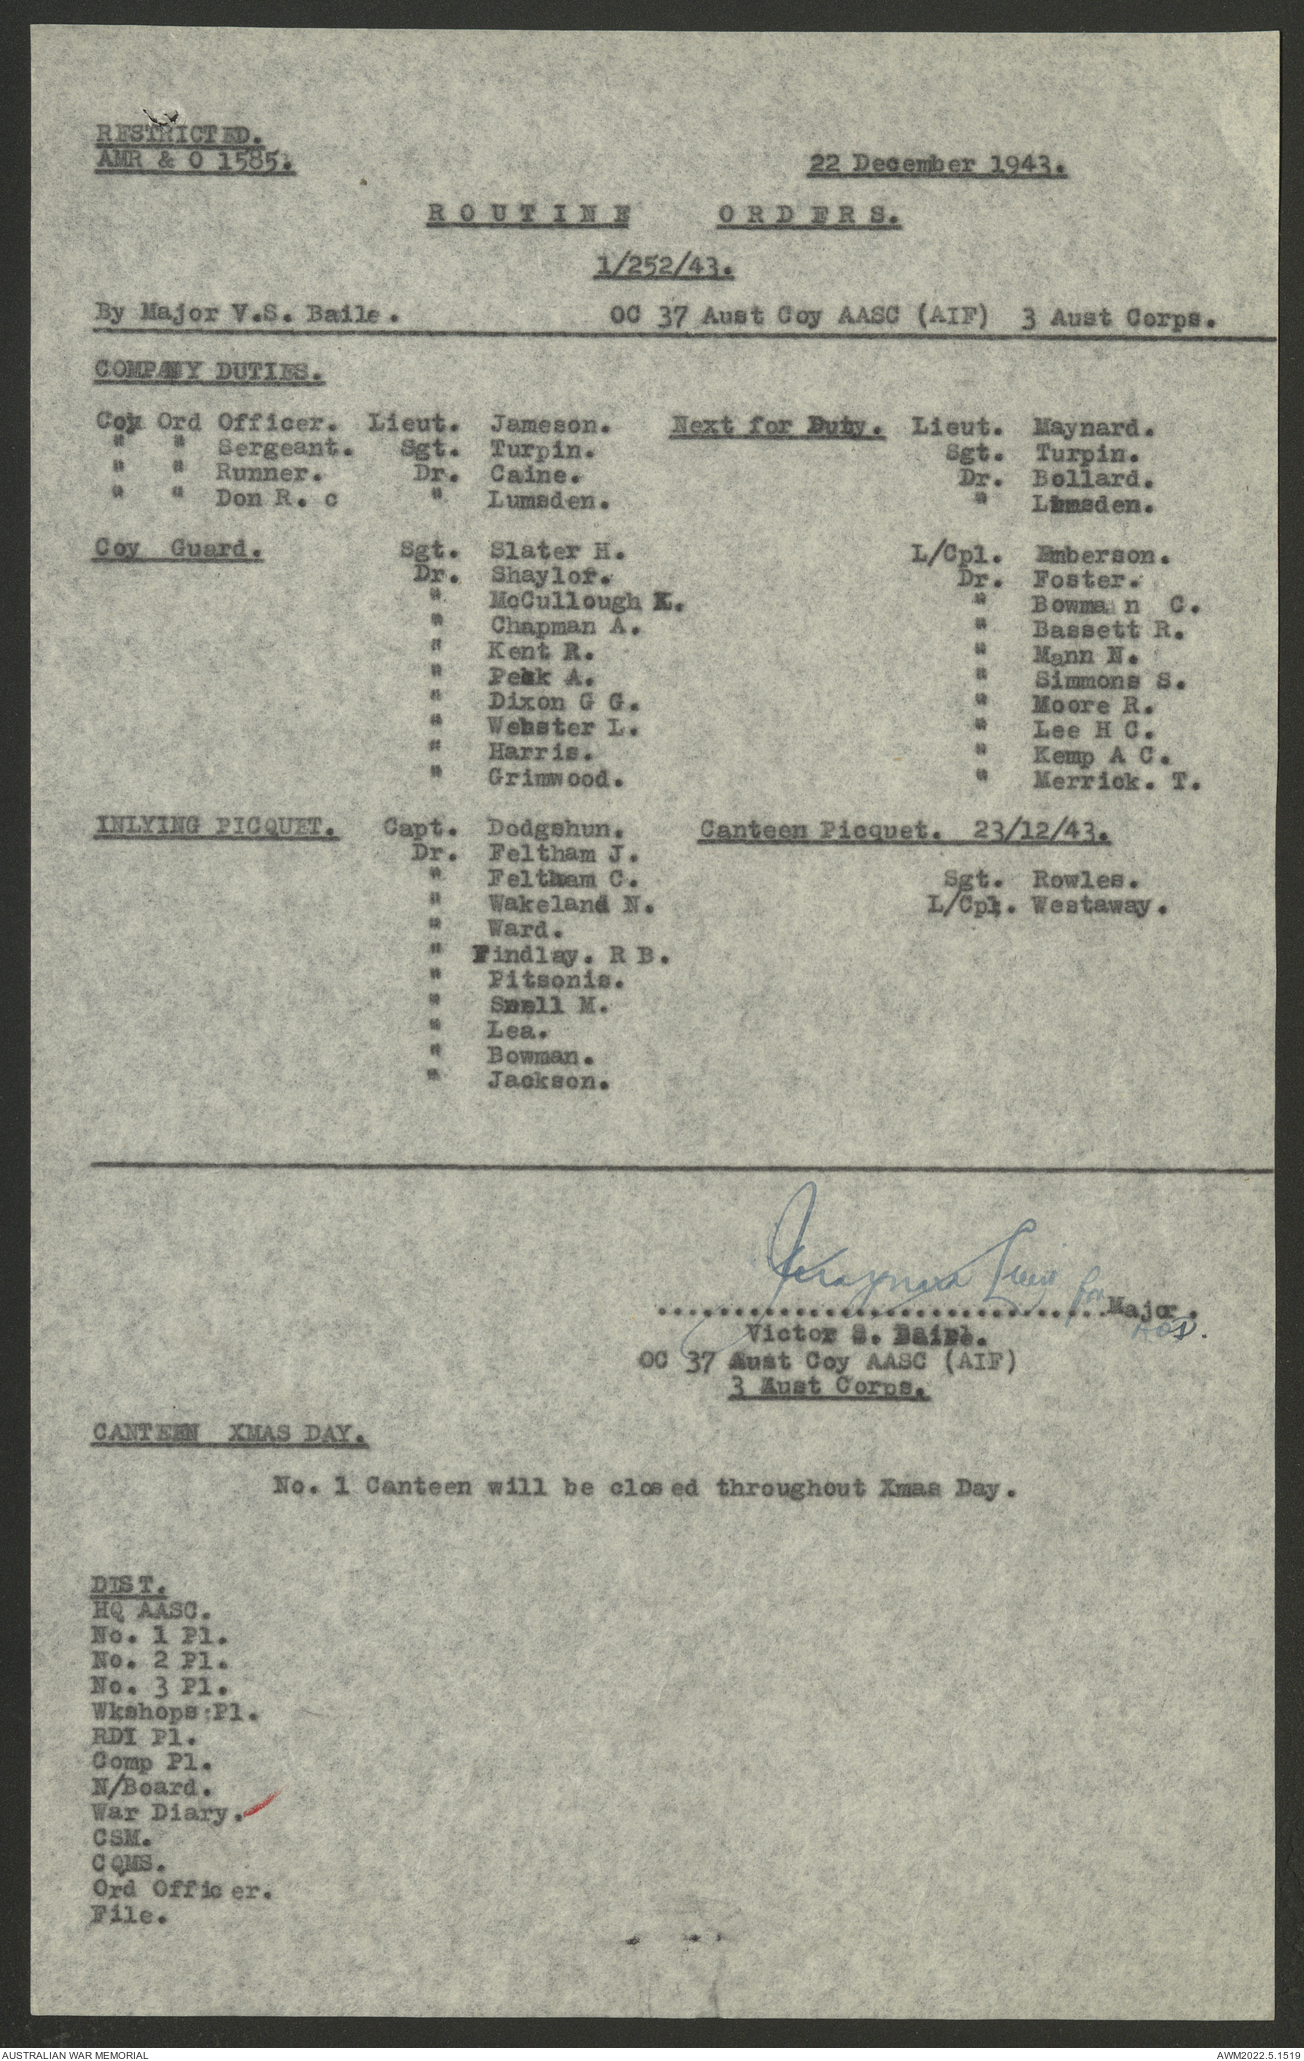 RESTRICTED.
AMR & O 1585. 22 December 1943.
ROUTINE ORDERS.
1/252/43.
By Major V.S. Baile. OC 37 Aust Coy AASC (AIF) 3 Aust Corps.
COMPANY DUTIES.
Coy Ord Officer. Lieut. Jameson. Next for Duty. Lieut. Maynard.
" " Sergeant. Sgt. Turpin. Sgt. Turpin.
" " Runner. Dr. Caine. Dr. Bollard.
" " Don R. c " Lumsden. " Lumsden.
Coy Guard. Sgt. Slater H. L/Cpl. Emberson.
Dr. Shaylor. Dr. Foster.
" McCullough K. " Bowman C.
" Chapman A. " Bassett R.
" Kent R. " Mann N.
" Peak A. " Simmons S.
" Dixon G G. " Moore R.
" Webster L. " Lee H C.
" Harris. " Kemp A C.
" Grimwood. " Merrick. T.
INLYING PICQUET. Capt. Dodgshun. Canteen Picquet. 23/12/43.
Dr. Feltham J.
" Feltham C. Sgt. Rowles.
" Wakeland N. L/Cpl. Westaway.
" Ward.
" Findlay. R B.
" Pitsonis.
" Snell M.
" Lea.
" Bowman.
" Jackson.
Maynard Lieut for
..............................Major.
Victor S. Baile.
OC 37 Aust Coy AASC (AIF)
3 Aust Corps.
CANTEEN XMAS DAY.
No. 1 Canteen will be closed throughout Xmas Day.
DIST.
HQ AASC.
No. 1 Pl.
No. 2 Pl.
No. 3 Pl.
Wkshops Pl.
RDI Pl.
Comp Pl.
N/Board.
War Diary.
CSM.
CQMS.
Ord Officer.
File.
AUSTRALIAN WAR MEMORIAL AWM2022.5.1519